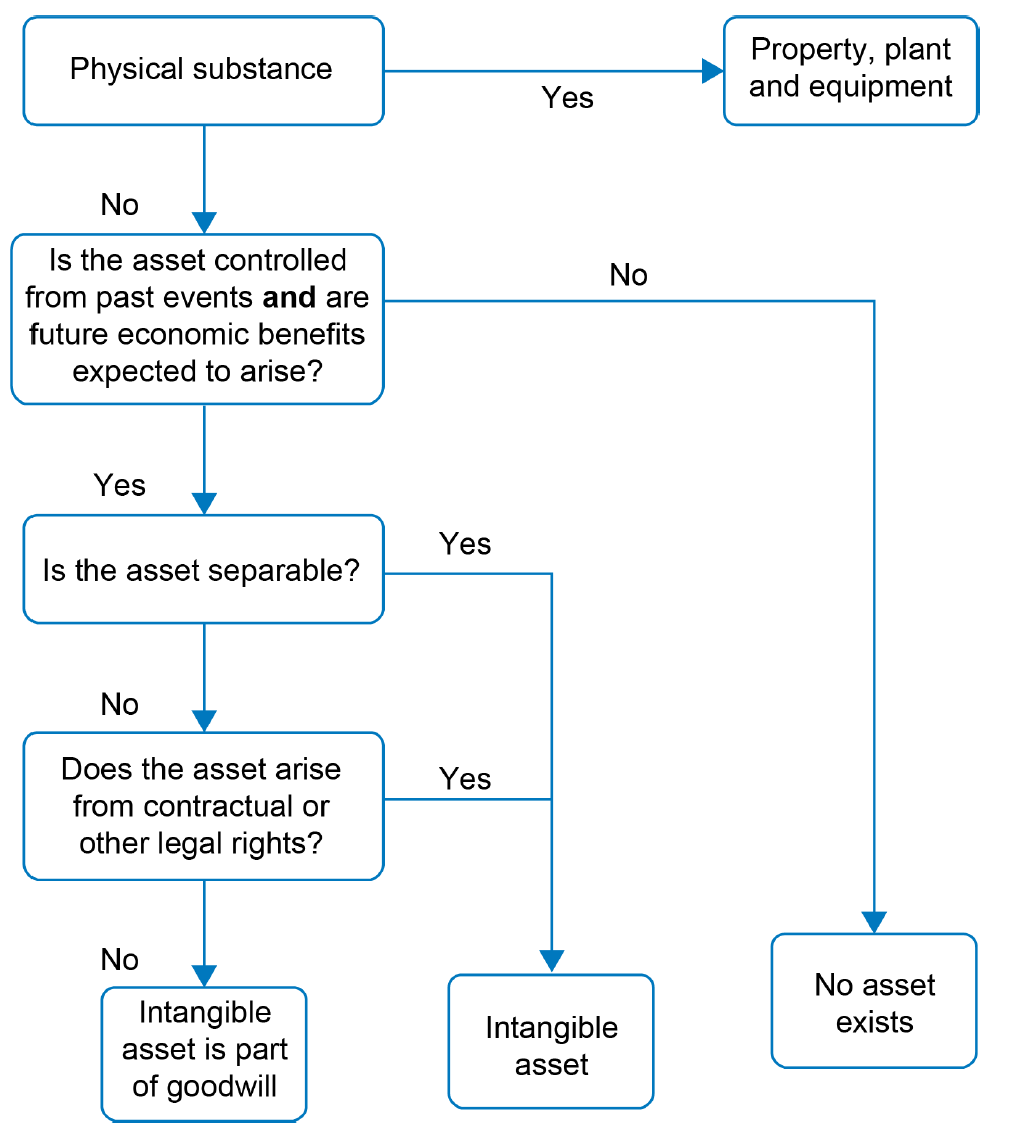 Physical substance
Yes
Property, plant
and equipment
No
Is the asset controlled
from past events and are
future economic benefits
expected to arise?
No
Yes
Is the asset separable?
Yes
No
Does the asset arise
from contractual or
other legal rights?
Yes
No
Intangible
asset is part
of goodwill
Intangible
asset
No asset
exists